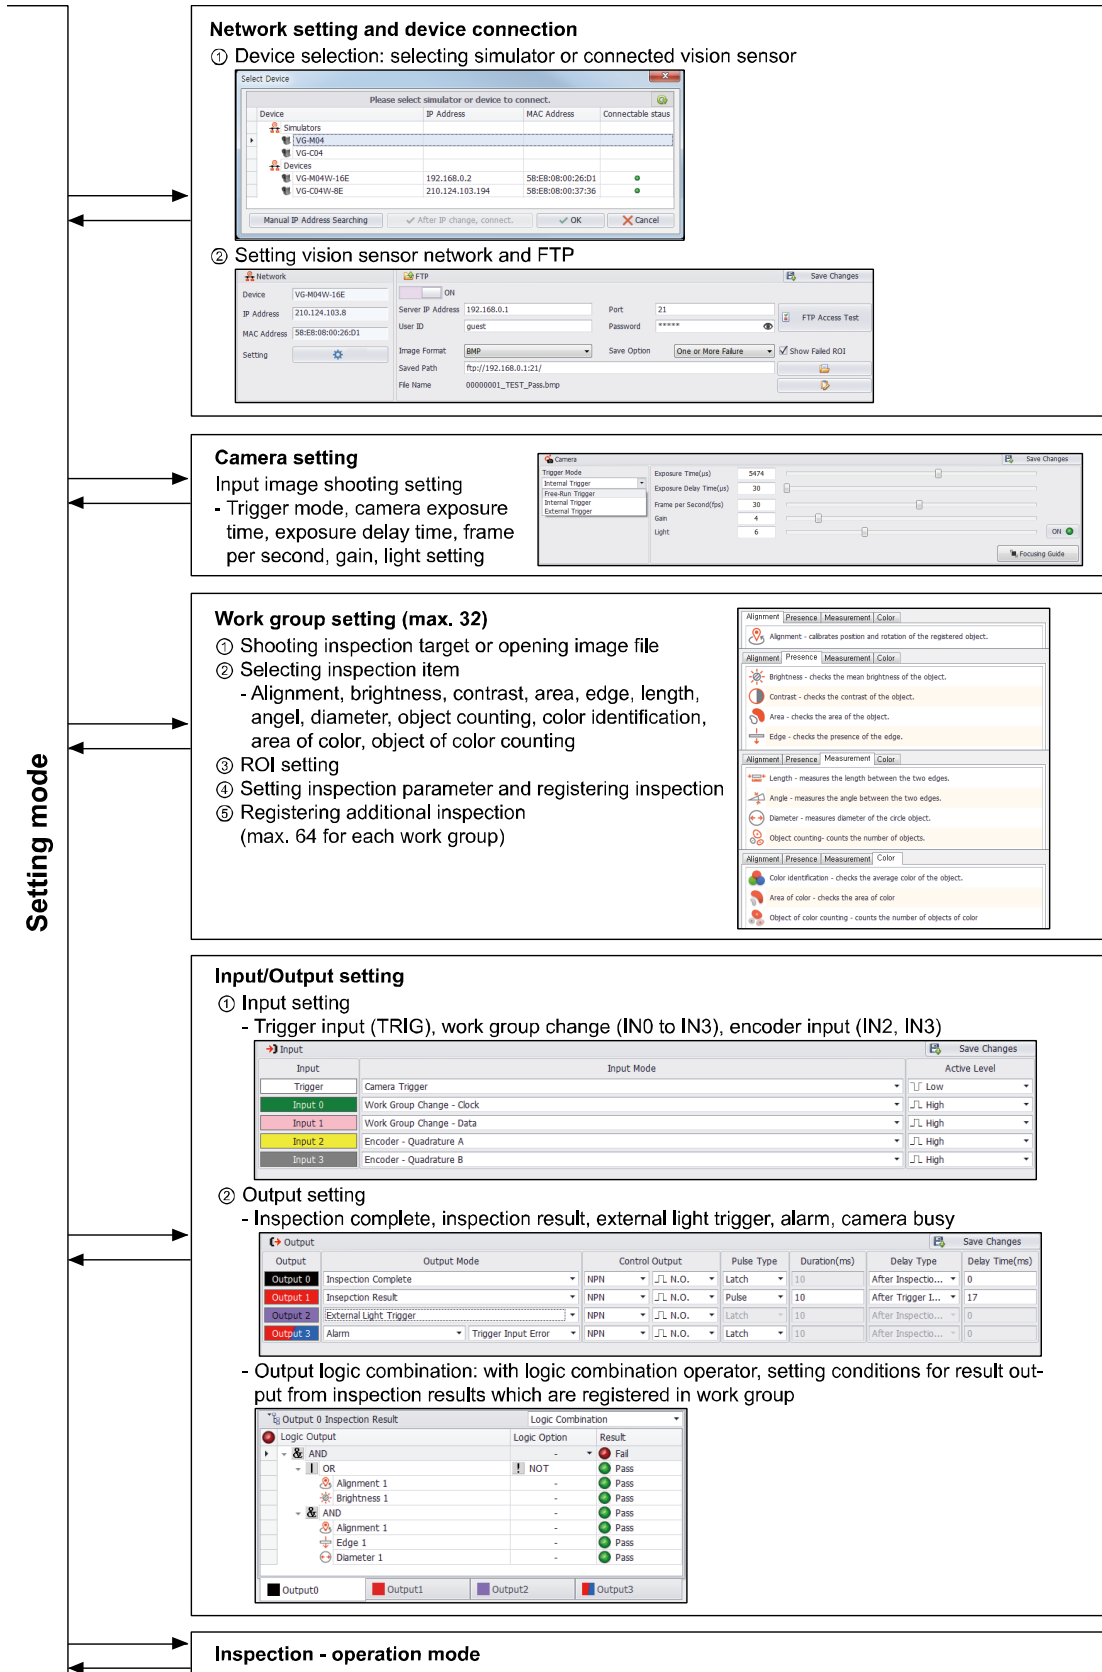 Setting mode
Network setting and device connection
① Device selection: selecting simulator or connected vision sensor
Select Device
Please select simulator or device to connect.
Device IP Address MAC Address Connectable staus
Simulators
VG-M04
VG-C04
Devices
VG-M04W-16E 192.168.0.2 58:E8:08:00:26:D1
VG-C04W-8E 210.124.103.194 58:E8:08:00:37:36
Manual IP Address Searching After IP change, connect. OK Cancel
② Setting vision sensor network and FTP
Network FTP Save Changes
Device VG-M04W-16E ON
IP Address 210.124.103.8 Server IP Address 192.168.0.1 Port 21 FTP Access Test
MAC Address 58:E8:08:00:26:D1 User ID guest Password *****
Setting Image Format BMP Save Option One or More Failure Show Failed ROI
Saved Path ftp://192.168.0.1:21/
File Name 00000001_TEST_Pass.bmp
Camera setting
Input image shooting setting
- Trigger mode, camera exposure
time, exposure delay time, frame
per second, gain, light setting
Camera Save Changes
Trigger Mode Exposure Time(μs) 5474
Internal Trigger Exposure Delay Time(μs) 30
Free-Run Trigger
Internal Trigger Frame per Second(fps) 30
External Trigger
Gain 4
Light 6 ON
Focusing Guide
Work group setting (max. 32)
① Shooting inspection target or opening image file
② Selecting inspection item
- Alignment, brightness, contrast, area, edge, length,
angel, diameter, object counting, color identification,
area of color, object of color counting
③ ROI setting
④ Setting inspection parameter and registering inspection
⑤ Registering additional inspection
(max. 64 for each work group)
Alignment Presence Measurement Color
Alignment - calibrates position and rotation of the registered object.
Alignment Presence Measurement Color
Brightness - checks the mean brightness of the object.
Contrast - checks the contrast of the object.
Area - checks the area of the object.
Edge - checks the presence of the edge.
Alignment Presence Measurement Color
Length - measures the length between the two edges.
Angle - measures the angle between the two edges.
Diameter - measures diameter of the circle object.
Object counting- counts the number of objects.
Alignment Presence Measurement Color
Color identification - checks the average color of the object.
Area of color - checks the area of color
Object of color counting - counts the number of objects of color
Input/Output setting
① Input setting
- Trigger input (TRIG), work group change (IN0 to IN3), encoder input (IN2, IN3)
Input Save Changes
Input Input Mode Active Level
Trigger Camera Trigger Low
Input 0 Work Group Change - Clock High
Input 1 Work Group Change - Data High
Input 2 Encoder - Quadrature A High
Input 3 Encoder - Quadrature B High
② Output setting
- Inspection complete, inspection result, external light trigger, alarm, camera busy
Output Save Changes
Output Output Mode Control Output Pulse Type Duration(ms) Delay Type Delay Time(ms)
Output 0 Inspection Complete NPN N.O. Latch 10 After Inspectio... 0
Output 1 Insepction Result NPN N.O. Pulse 10 After Trigger I... 17
Output 2 External Light Trigger NPN N.O. Latch 10 After Inspectio... 0
Output 3 Alarm Trigger Input Error NPN N.O. Latch 10 After Inspectio... 0
- Output logic combination: with logic combination operator, setting conditions for result out-
put from inspection results which are registered in work group
Output 0 Inspection Result Logic Combination
Logic Output Logic Option Result
& AND - Fail
| OR ! NOT Pass
Alignment 1 - Pass
Brightness 1 - Pass
& AND - Pass
Alignment 1 - Pass
Edge 1 - Pass
Diameter 1 - Pass
Output0 Output1 Output2 Output3
Inspection - operation mode